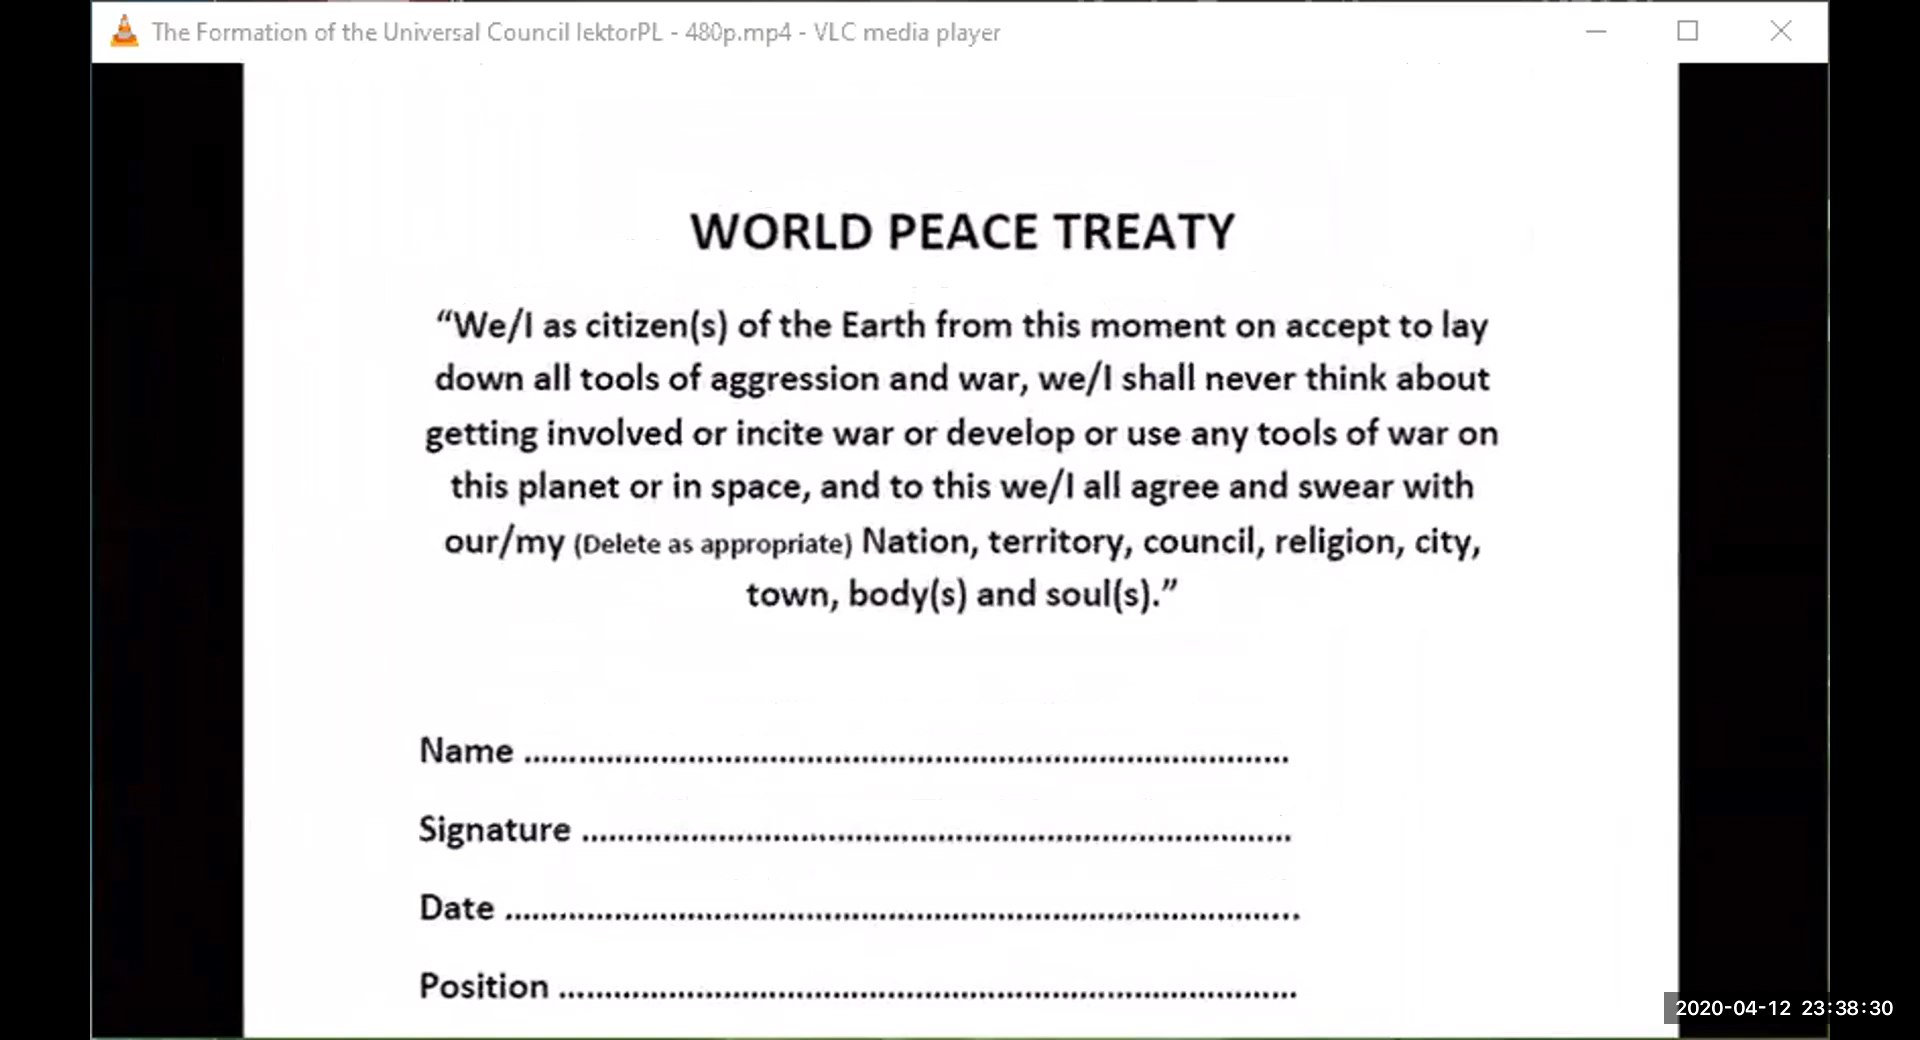 The Formation of the Universal Council lektorPL - 480p.mp4 - VLC media player
WORLD PEACE TREATY
“We/I as citizen(s) of the Earth from this moment on accept to lay
down all tools of aggression and war, we/I shall never think about
getting involved or incite war or develop or use any tools of war on
this planet or in space, and to this we/I all agree and swear with
our/my (Delete as appropriate) Nation, territory, council, religion, city,
town, body(s) and soul(s).”
Name ................................................................................
Signature ..........................................................................
Date ...................................................................................
Position .............................................................................
2020-04-12 23:38:30